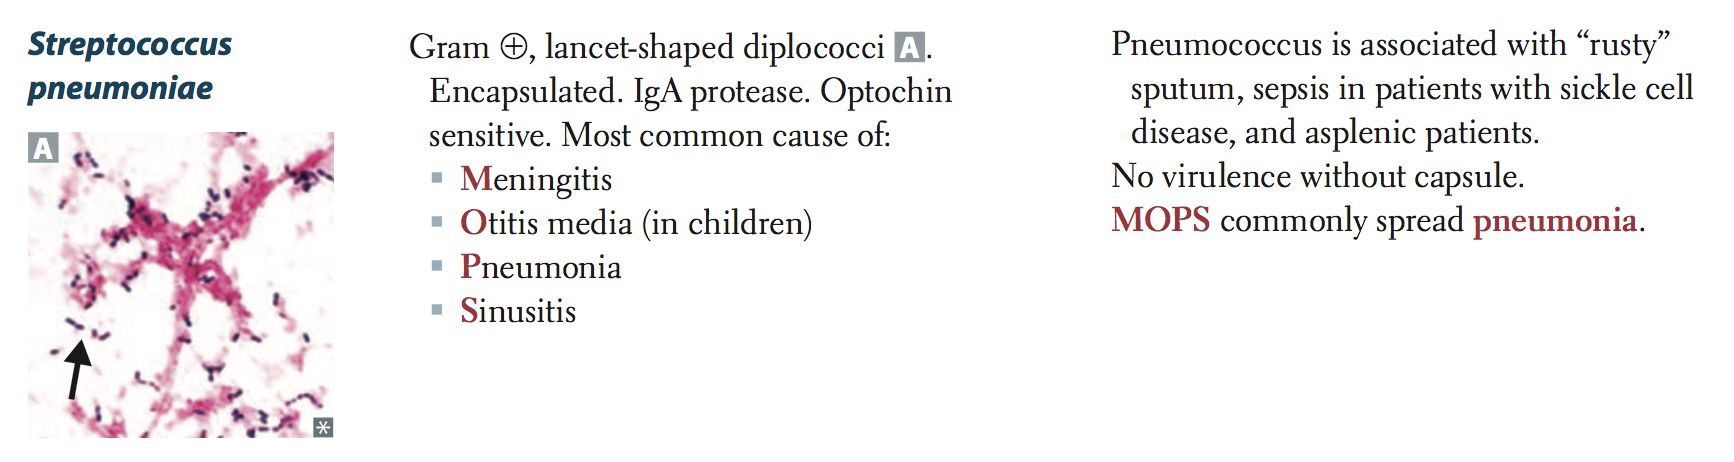 Streptococcus
pneumoniae
A
*
Gram ⊕, lancet-shaped diplococci A.
Encapsulated. IgA protease. Optochin
sensitive. Most common cause of:
▪ Meningitis
▪ Otitis media (in children)
▪ Pneumonia
▪ Sinusitis
Pneumococcus is associated with “rusty”
sputum, sepsis in patients with sickle cell
disease, and asplenic patients.
No virulence without capsule.
MOPS commonly spread pneumonia.